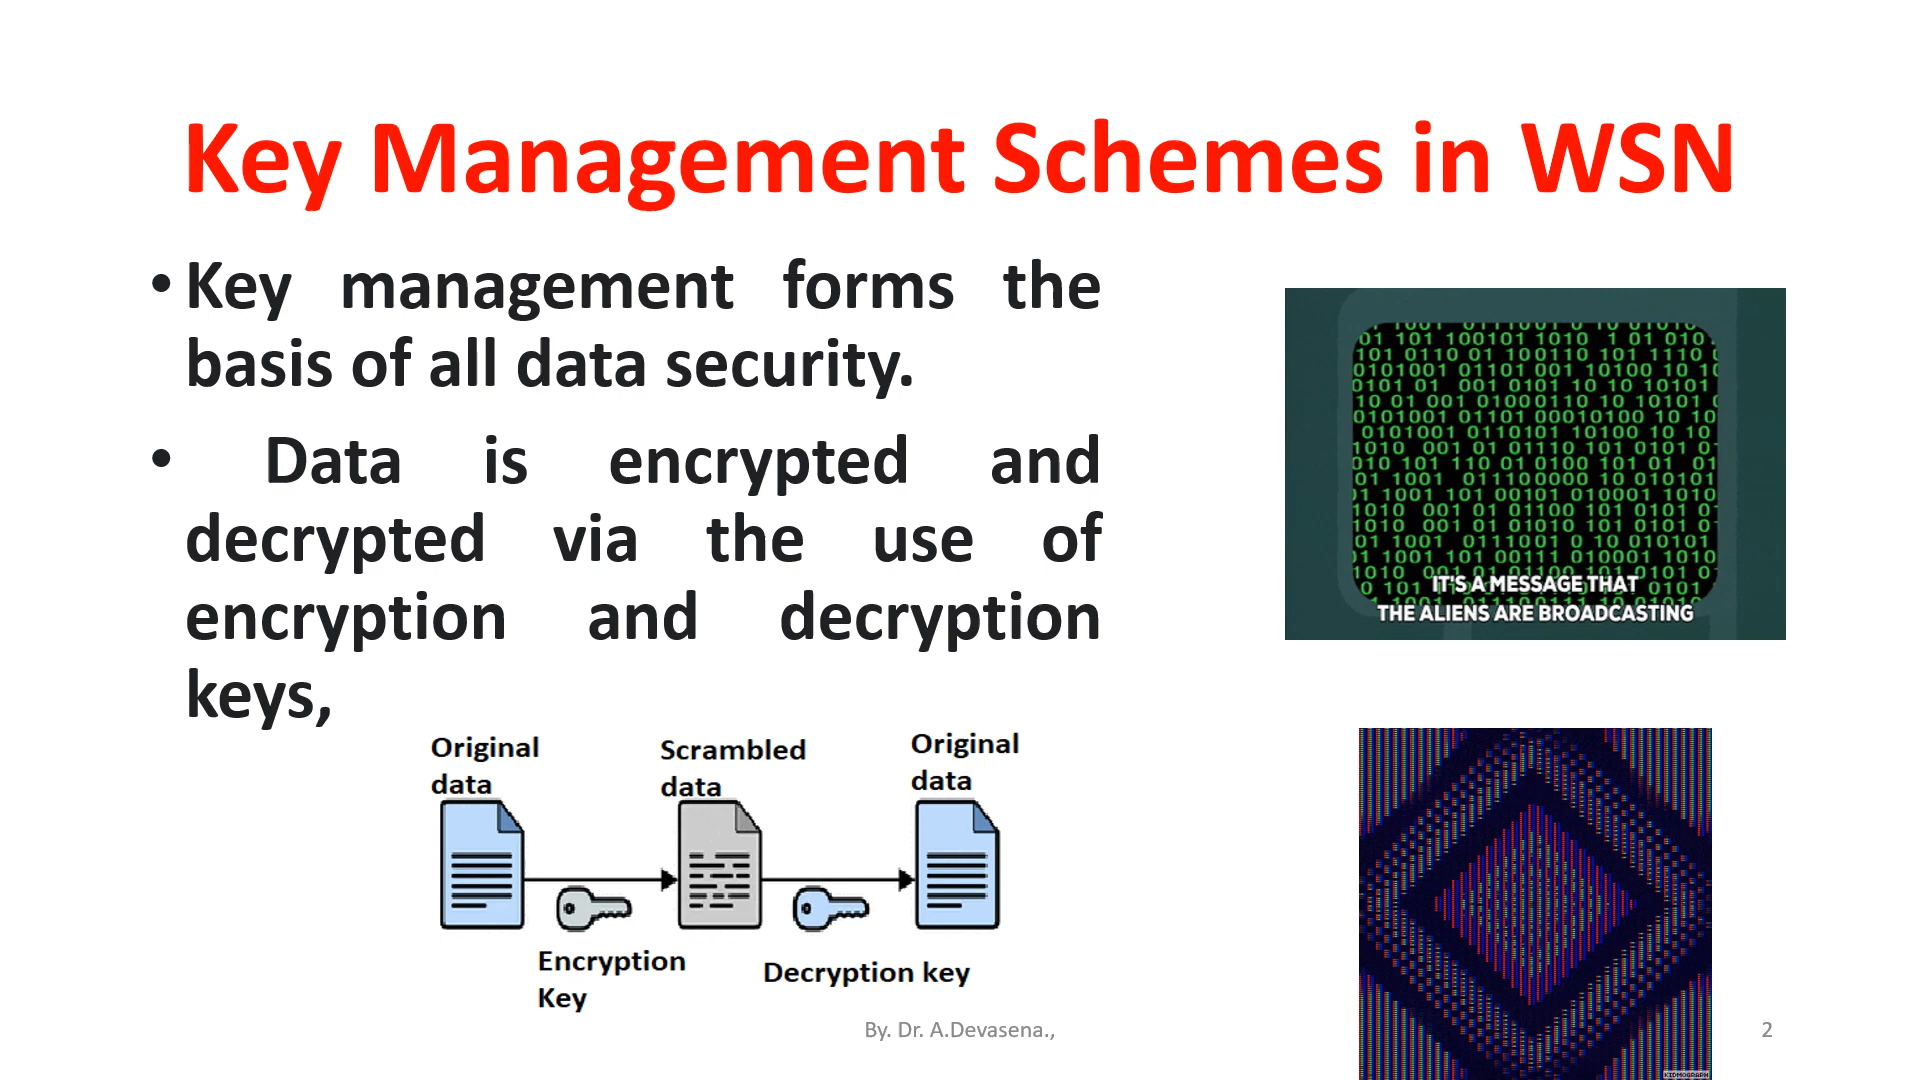 Key Management Schemes in WSN
• Key management forms the
basis of all data security.
• Data is encrypted and
decrypted via the use of
encryption and decryption
keys,
IT'S A MESSAGE THAT
THE ALIENS ARE BROADCASTING
Original
data
Scrambled
data
Original
data
Encryption
Key
Decryption key
By. Dr. A.Devasena.,
2
KIDMOGRAPH